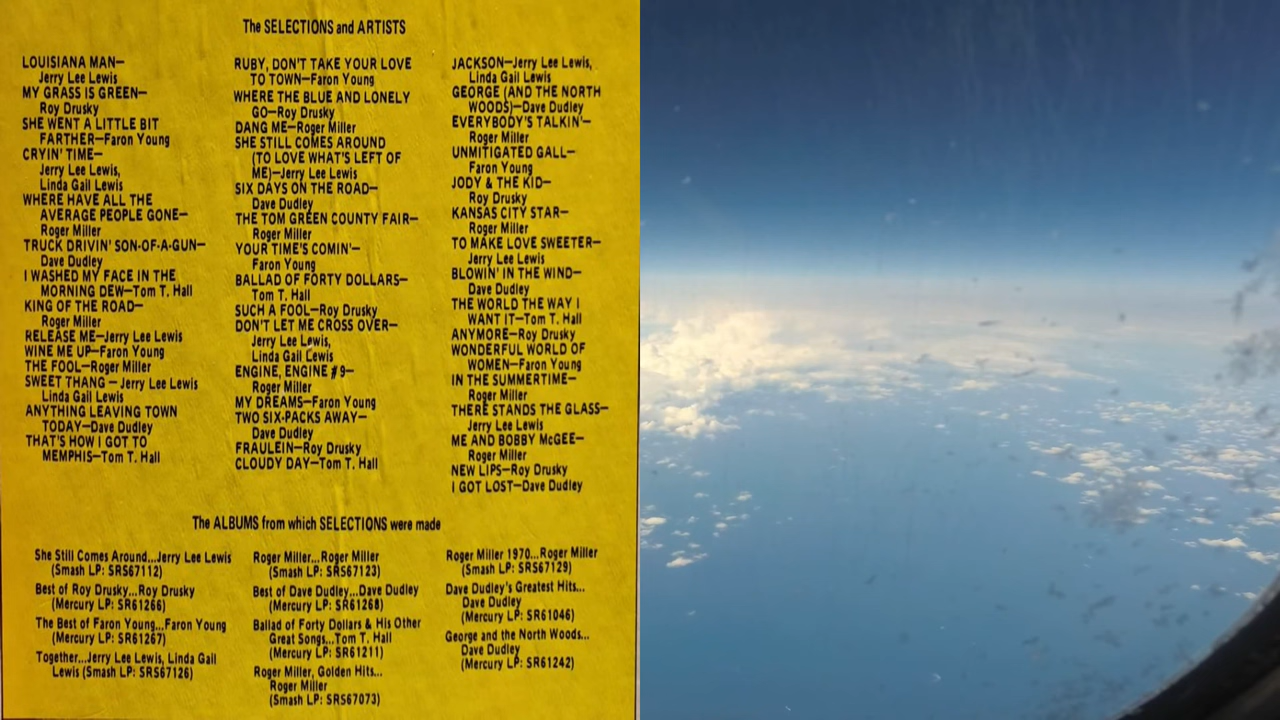 The SELECTIONS and ARTISTS
LOUISIANA MAN—
Jerry Lee Lewis
MY GRASS IS GREEN—
Roy Drusky
SHE WENT A LITTLE BIT
FARTHER—Faron Young
CRYIN' TIME—
Jerry Lee Lewis,
Linda Gail Lewis
WHERE HAVE ALL THE
AVERAGE PEOPLE GONE—
Roger Miller
TRUCK DRIVIN' SON-OF-A-GUN—
Dave Dudley
I WASHED MY FACE IN THE
MORNING DEW—Tom T. Hall
KING OF THE ROAD—
Roger Miller
RELEASE ME—Jerry Lee Lewis
WINE ME UP—Faron Young
THE FOOL—Roger Miller
SWEET THANG—Jerry Lee Lewis
Linda Gail Lewis
ANYTHING LEAVING TOWN
TODAY—Dave Dudley
THAT'S HOW I GOT TO
MEMPHIS—Tom T. Hall
RUBY, DON'T TAKE YOUR LOVE
TO TOWN—Faron Young
WHERE THE BLUE AND LONELY
GO—Roy Drusky
DANG ME—Roger Miller
SHE STILL COMES AROUND
(TO LOVE WHAT'S LEFT OF
ME)—Jerry Lee Lewis
SIX DAYS ON THE ROAD—
Dave Dudley
THE TOM GREEN COUNTY FAIR—
Roger Miller
YOUR TIME'S COMIN'—
Faron Young
BALLAD OF FORTY DOLLARS—
Tom T. Hall
SUCH A FOOL—Roy Drusky
DON'T LET ME CROSS OVER—
Jerry Lee Lewis,
Linda Gail Lewis
ENGINE, ENGINE #9—
Roger Miller
MY DREAMS—Faron Young
TWO SIX-PACKS AWAY—
Dave Dudley
FRAULEIN—Roy Drusky
CLOUDY DAY—Tom T. Hall
JACKSON—Jerry Lee Lewis,
Linda Gail Lewis
GEORGE (AND THE NORTH
WOODS)—Dave Dudley
EVERYBODY'S TALKIN'—
Roger Miller
UNMITIGATED GALL—
Faron Young
JODY & THE KID—
Roy Drusky
KANSAS CITY STAR—
Roger Miller
TO MAKE LOVE SWEETER—
Jerry Lee Lewis
BLOWIN' IN THE WIND—
Dave Dudley
THE WORLD THE WAY I
WANT IT—Tom T. Hall
ANYMORE—Roy Drusky
WONDERFUL WORLD OF
WOMEN—Faron Young
IN THE SUMMERTIME—
Roger Miller
THERE STANDS THE GLASS—
Jerry Lee Lewis
ME AND BOBBY McGEE—
Roger Miller
NEW LIPS—Roy Drusky
I GOT LOST—Dave Dudley
The ALBUMS from which SELECTIONS were made
She Still Comes Around...Jerry Lee Lewis
(Smash LP: SRS67112)
Best of Roy Drusky...Roy Drusky
(Mercury LP: SR61266)
The Best of Faron Young...Faron Young
(Mercury LP: SR61267)
Together...Jerry Lee Lewis, Linda Gail
Lewis (Smash LP: SRS67126)
Roger Miller...Roger Miller
(Smash LP: SRS67123)
Best of Dave Dudley...Dave Dudley
(Mercury LP: SR61268)
Ballad of Forty Dollars & His Other
Great Songs...Tom T. Hall
(Mercury LP: SR61211)
Roger Miller, Golden Hits...
Roger Miller
(Smash LP: SRS67073)
Roger Miller 1970...Roger Miller
(Smash LP: SRS67129)
Dave Dudley's Greatest Hits...
Dave Dudley
(Mercury LP: SR61046)
George and the North Woods...
Dave Dudley
(Mercury LP: SR61242)